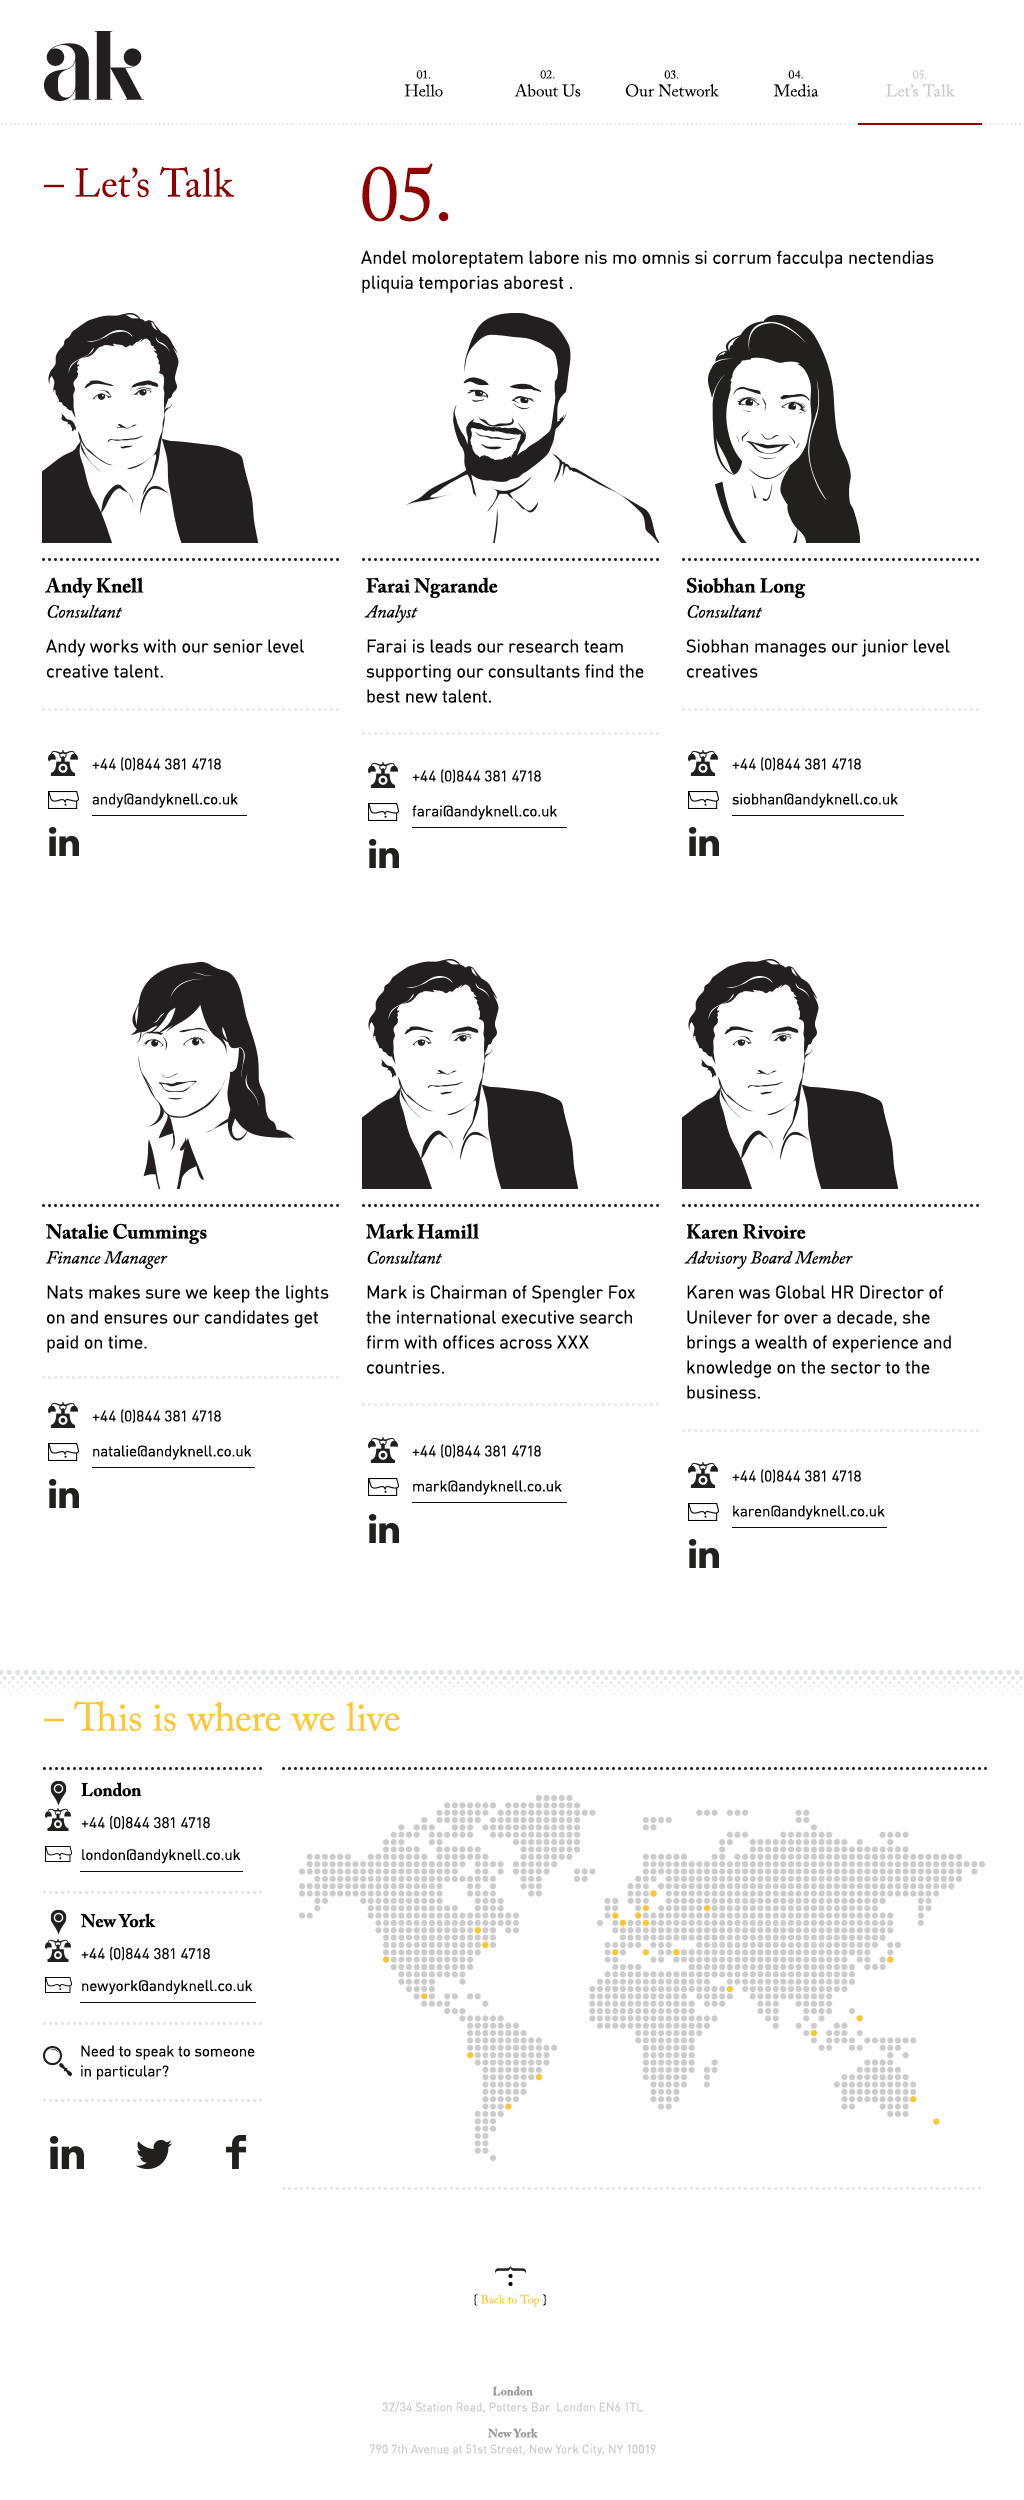 ak
01.
Hello
02.
About Us
03.
Our Network
04.
Media
05.
Let's Talk
– Let's Talk
05.
Andel moloreptatem labore nis mo omnis si corrum facculpa nectendias
pliquia temporias aborest .
Andy Knell
Consultant
Andy works with our senior level
creative talent.
+44 (0)844 381 4718
andy@andyknell.co.uk
in
Farai Ngarande
Analyst
Farai is leads our research team
supporting our consultants find the
best new talent.
+44 (0)844 381 4718
farai@andyknell.co.uk
in
Siobhan Long
Consultant
Siobhan manages our junior level
creatives
+44 (0)844 381 4718
siobhan@andyknell.co.uk
in
Natalie Cummings
Finance Manager
Nats makes sure we keep the lights
on and ensures our candidates get
paid on time.
+44 (0)844 381 4718
natalie@andyknell.co.uk
in
Mark Hamill
Consultant
Mark is Chairman of Spengler Fox
the international executive search
firm with offices across XXX
countries.
+44 (0)844 381 4718
mark@andyknell.co.uk
in
Karen Rivoire
Advisory Board Member
Karen was Global HR Director of
Unilever for over a decade, she
brings a wealth of experience and
knowledge on the sector to the
business.
+44 (0)844 381 4718
karen@andyknell.co.uk
in
– This is where we live
London
+44 (0)844 381 4718
london@andyknell.co.uk
New York
+44 (0)844 381 4718
newyork@andyknell.co.uk
Need to speak to someone
in particular?
in
f
{ Back to Top }
London
32/34 Station Road, Potters Bar London EN6 1TL
New York
790 7th Avenue at 51st Street, New York City, NY 10019